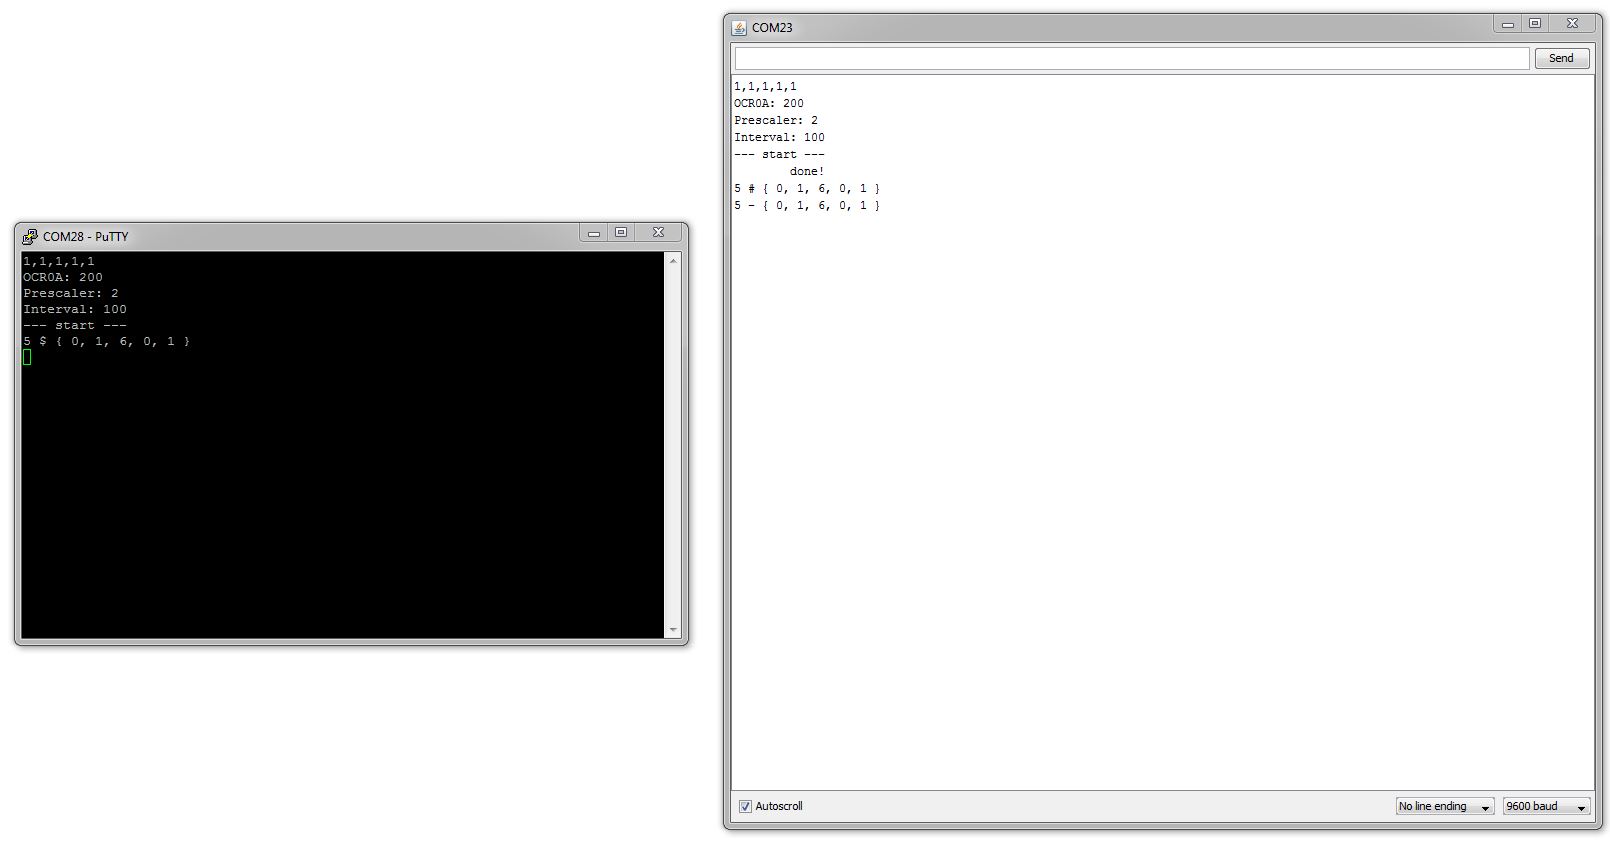 COM28 - PuTTY
1,1,1,1,1
OCR0A: 200
Prescaler: 2
Interval: 100
--- start ---
5 $ { 0, 1, 6, 0, 1 }
COM23
Send
1,1,1,1,1
OCR0A: 200
Prescaler: 2
Interval: 100
--- start ---
done!
5 # { 0, 1, 6, 0, 1 }
5 - { 0, 1, 6, 0, 1 }
Autoscroll
No line ending
9600 baud